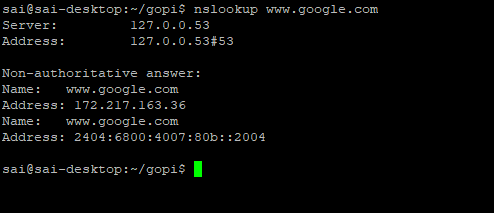 sai@sai-desktop:~/gopi$ nslookup www.google.com
Server:         127.0.0.53
Address:        127.0.0.53#53

Non-authoritative answer:
Name:   www.google.com
Address: 172.217.163.36
Name:   www.google.com
Address: 2404:6800:4007:80b::2004

sai@sai-desktop:~/gopi$